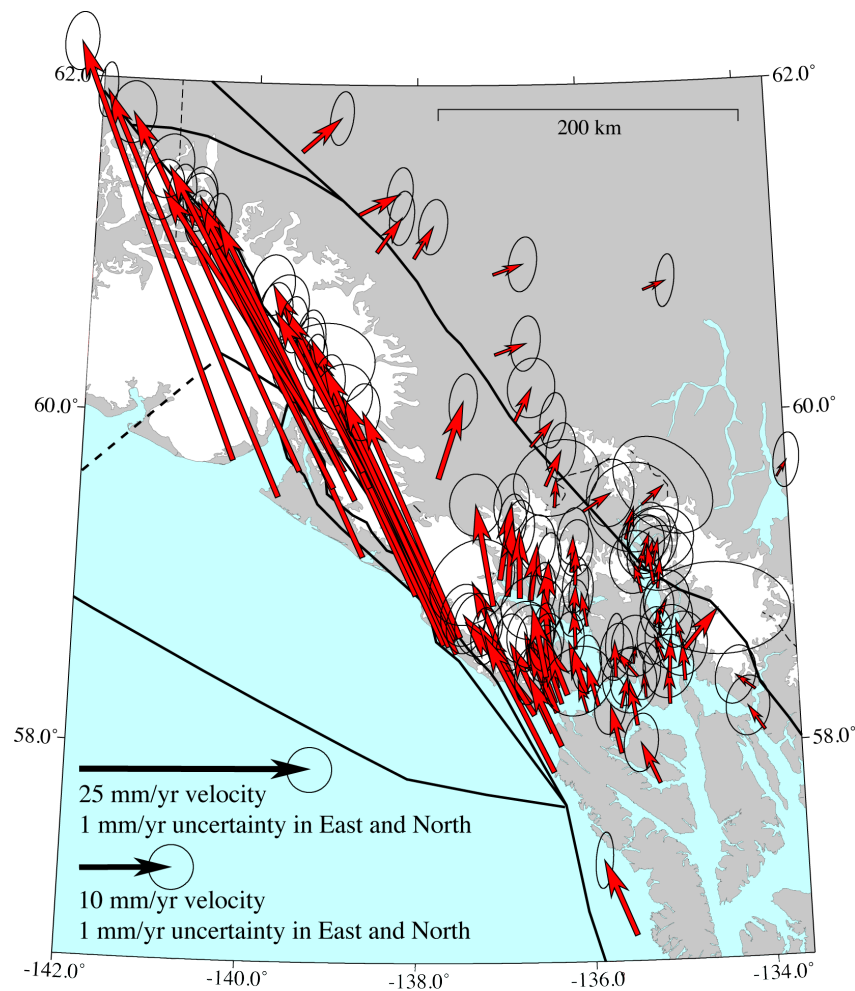 62.0° 62.0°
200 km
60.0° 60.0°
58.0° 58.0°
25 mm/yr velocity
1 mm/yr uncertainty in East and North
10 mm/yr velocity
1 mm/yr uncertainty in East and North
-142.0° -140.0° -138.0° -136.0° -134.0°